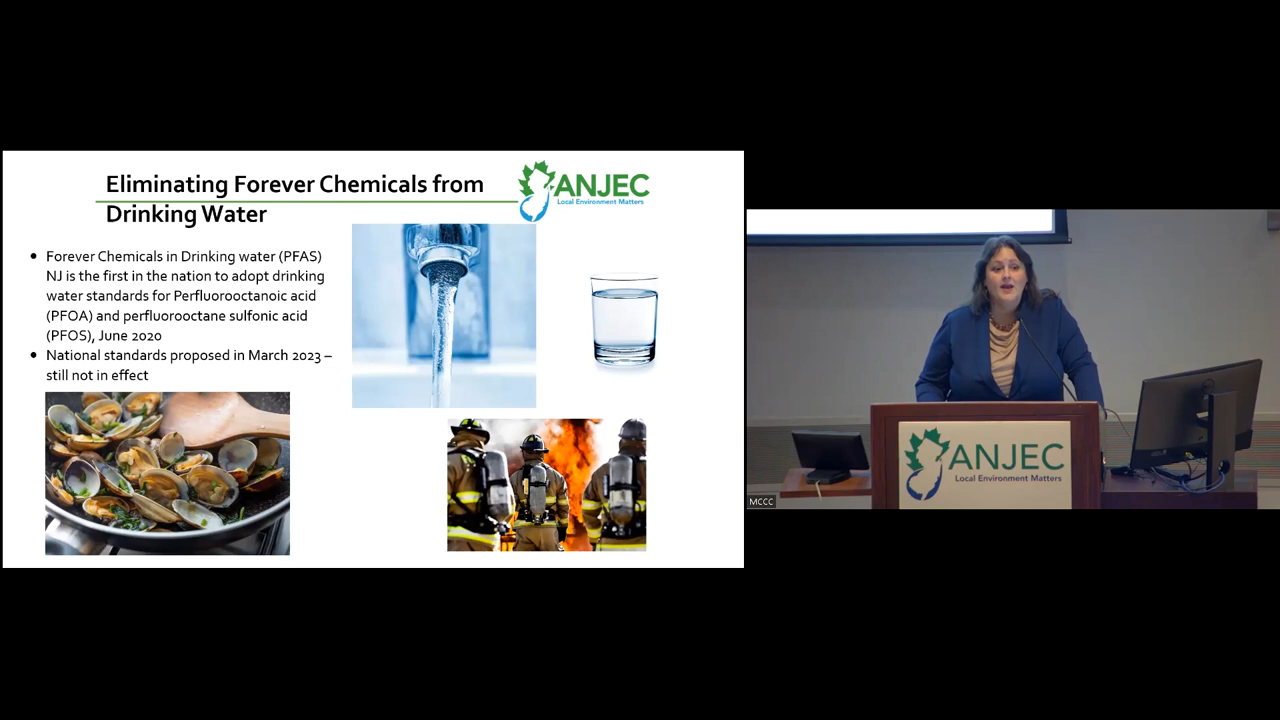 Eliminating Forever Chemicals from
Drinking Water
ANJEC
Local Environment Matters
• Forever Chemicals in Drinking water (PFAS)
NJ is the first in the nation to adopt drinking
water standards for Perfluorooctanoic acid
(PFOA) and perfluorooctane sulfonic acid
(PFOS), June 2020
• National standards proposed in March 2023 –
still not in effect
ANJEC
Local Environment Matters
MCCC